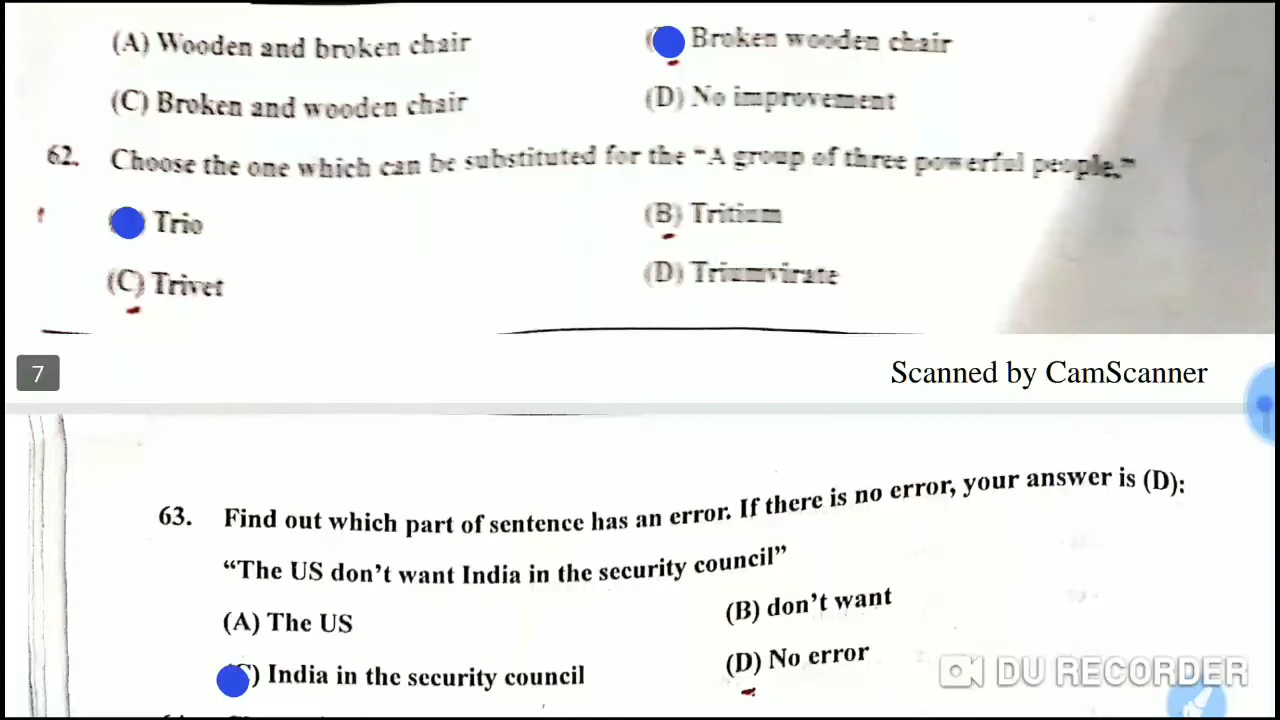 (A) Wooden and broken chair
Broken wooden chair
(C) Broken and wooden chair
(D) No improvement
62. Choose the one which can be substituted for the "A group of three powerful people."
Trio
(B) Tritium
(C) Trivet
(D) Triumvirate
7
Scanned by CamScanner
63. Find out which part of sentence has an error. If there is no error, your answer is (D):
"The US don't want India in the security council"
(A) The US
(B) don't want
) India in the security council
(D) No error
DU RECORDER